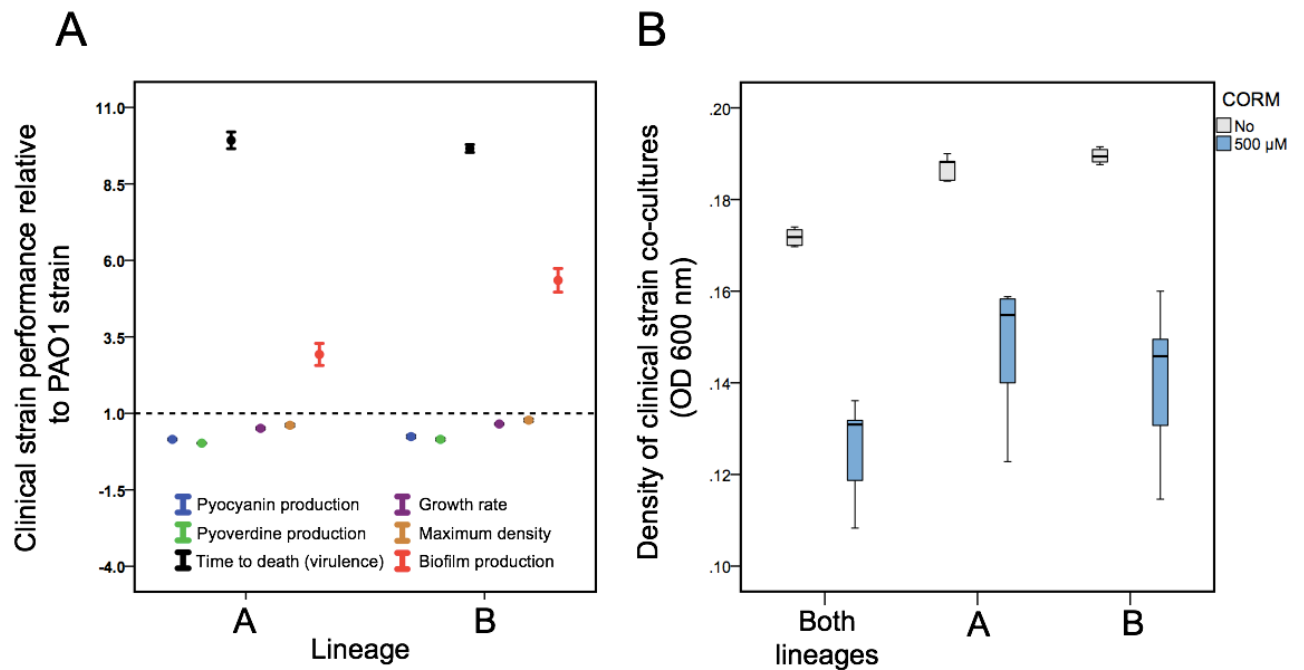 A
Clinical strain performance relative
to PAO1 strain
11.0
8.5
6.0
3.5
1.0
-1.5
-4.0
Pyocyanin production
Pyoverdine production
Time to death (virulence)
Growth rate
Maximum density
Biofilm production
A
B
Lineage
B
Density of clinical strain co-cultures
(OD 600 nm)
.20
.18
.16
.14
.12
.10
Both
lineages
A
B
CORM
No
500 µM